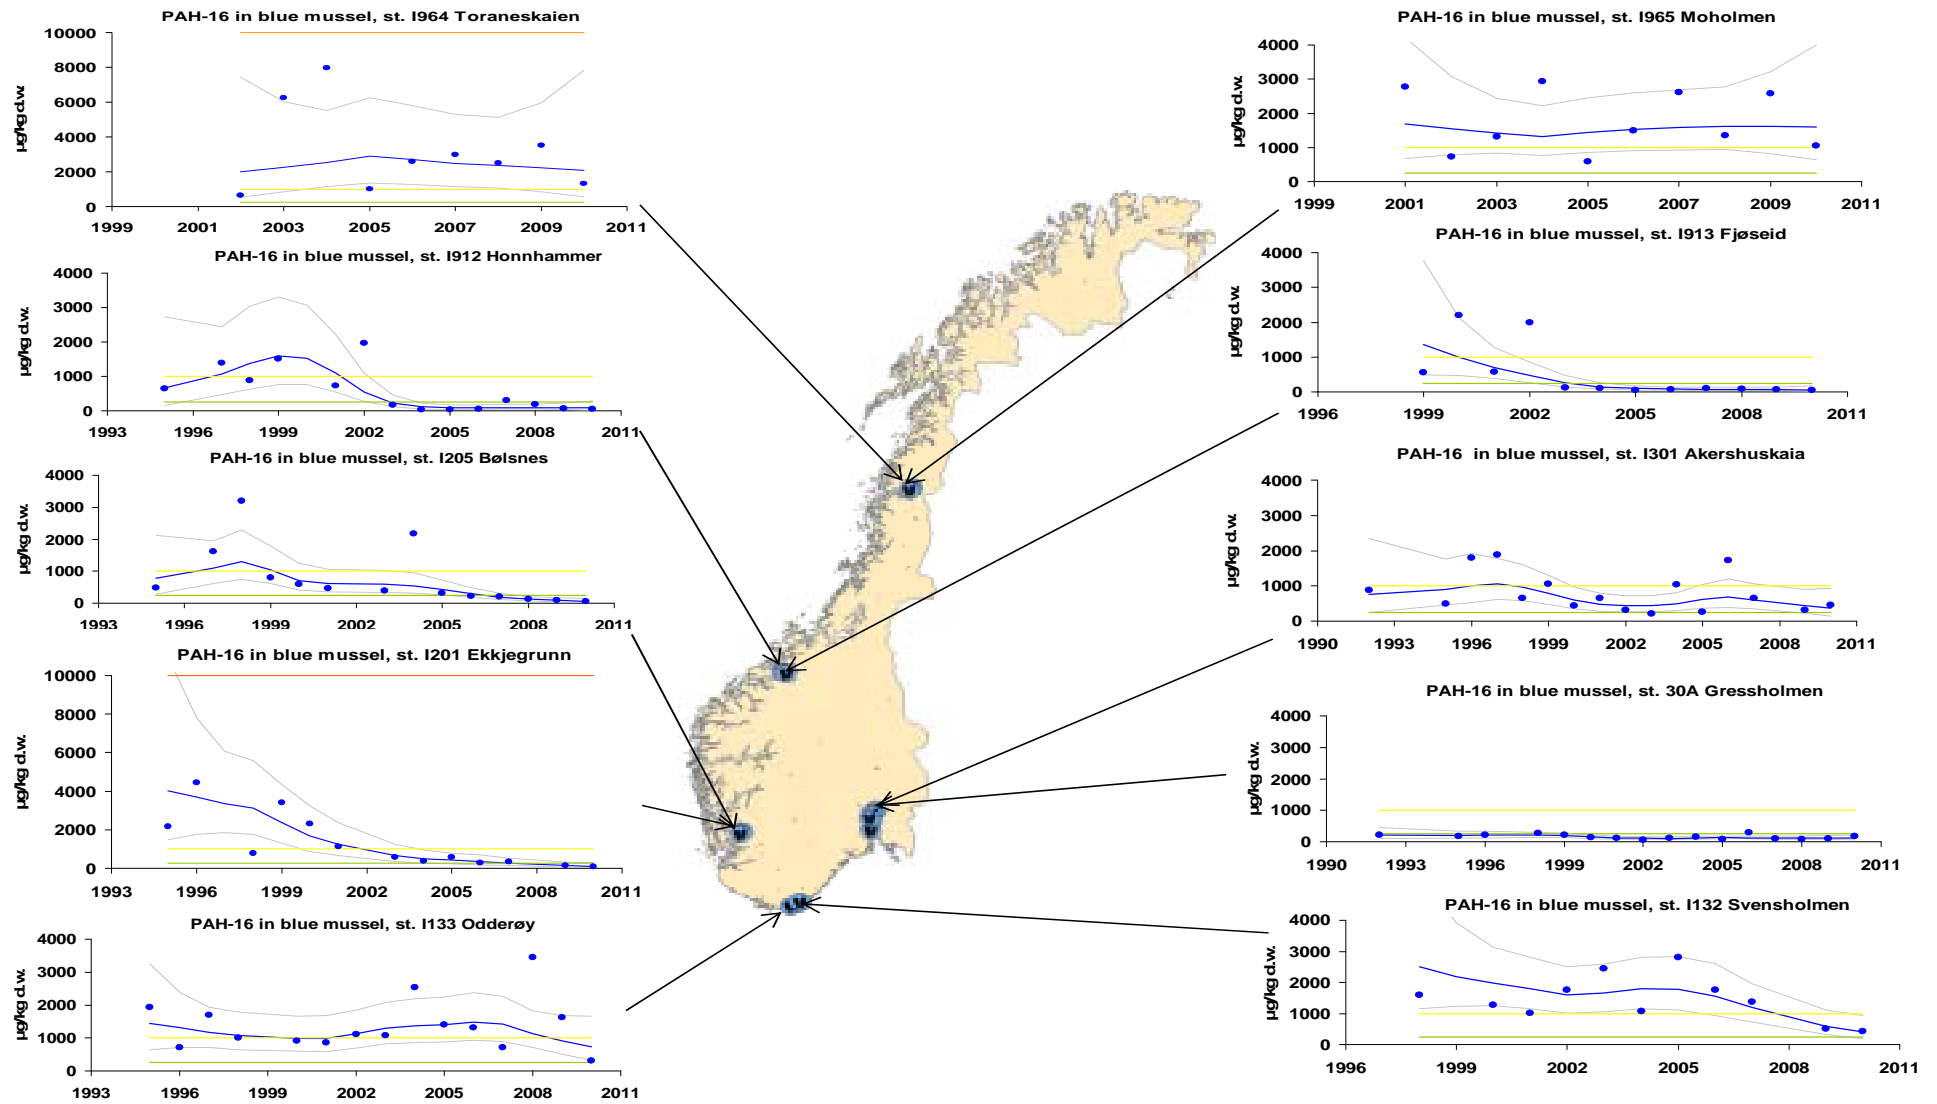 PAH-16 in blue mussel, st. I964 Toraneskaien
µg/kg d.w.
10000
8000
6000
4000
2000
0
1999 2001 2003 2005 2007 2009 2011
PAH-16 in blue mussel, st. I912 Honnhammer
µg/kg d.w.
4000
3000
2000
1000
0
1993 1996 1999 2002 2005 2008 2011
PAH-16 in blue mussel, st. I205 Bølsnes
µg/kg d.w.
4000
3000
2000
1000
0
1993 1996 1999 2002 2005 2008 2011
PAH-16 in blue mussel, st. I201 Ekkjegrunn
µg/kg d.w.
10000
8000
6000
4000
2000
0
1993 1996 1999 2002 2005 2008 2011
PAH-16 in blue mussel, st. I133 Odderøy
µg/kg d.w.
4000
3000
2000
1000
0
1993 1996 1999 2002 2005 2008 2011
PAH-16 in blue mussel, st. I965 Moholmen
µg/kg d.w.
4000
3000
2000
1000
0
1999 2001 2003 2005 2007 2009 2011
PAH-16 in blue mussel, st. I913 Fjøseid
µg/kg d.w.
4000
3000
2000
1000
0
1996 1999 2002 2005 2008 2011
PAH-16 in blue mussel, st. I301 Akershuskaia
µg/kg d.w.
4000
3000
2000
1000
0
1990 1993 1996 1999 2002 2005 2008 2011
PAH-16 in blue mussel, st. 30A Gressholmen
µg/kg d.w.
4000
3000
2000
1000
0
1990 1993 1996 1999 2002 2005 2008 2011
PAH-16 in blue mussel, st. I132 Svensholmen
µg/kg d.w.
4000
3000
2000
1000
0
1996 1999 2002 2005 2008 2011